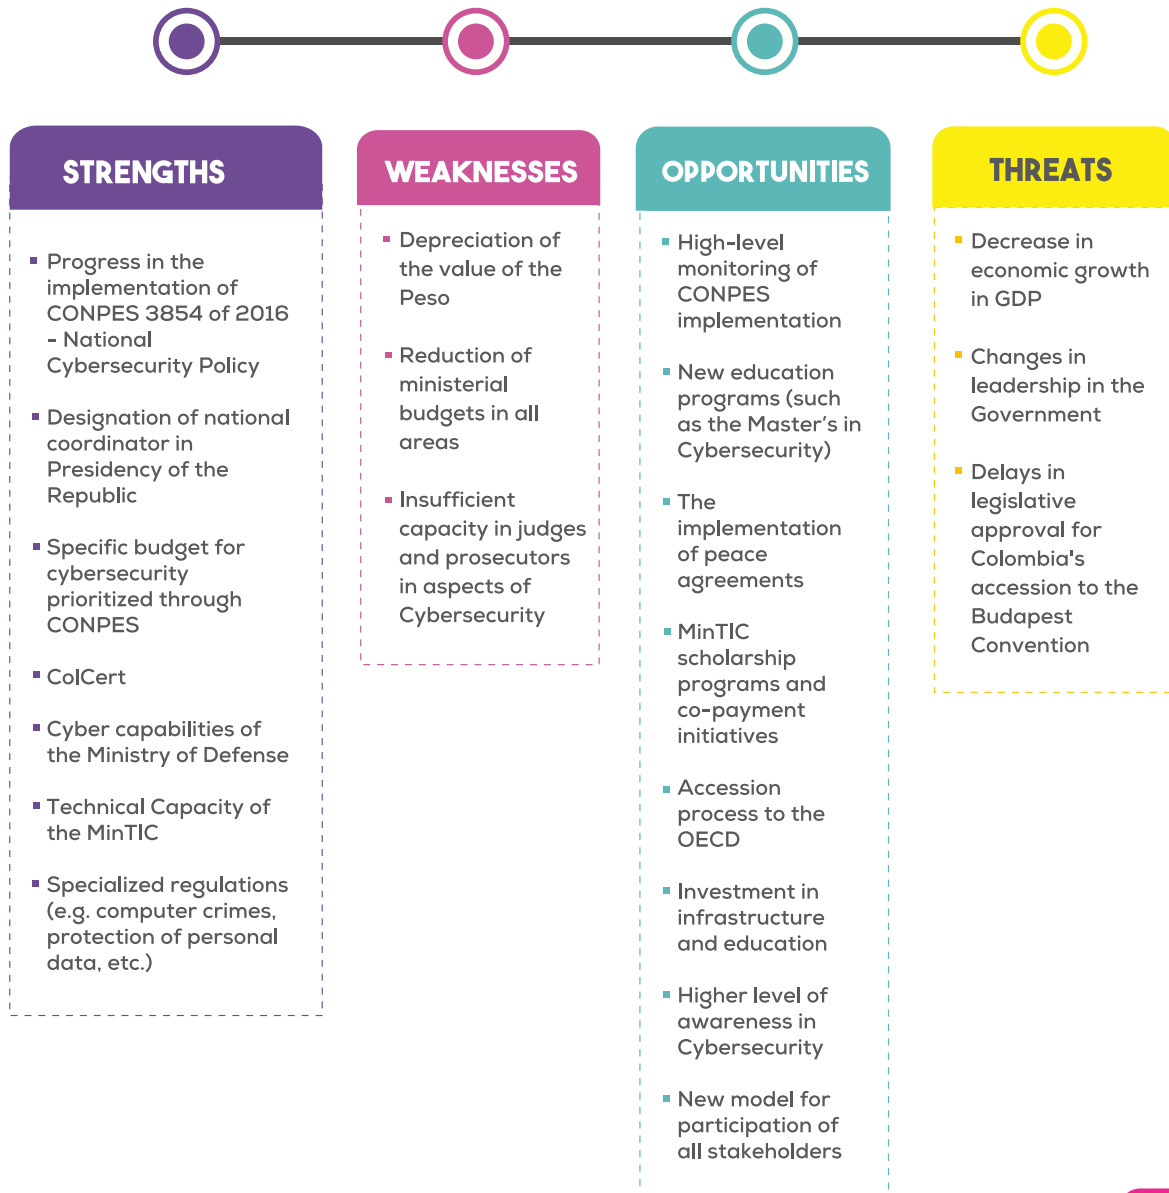 STRENGTHS
Progress in the
implementation of
CONPES 3854 of 2016
- National
Cybersecurity Policy
Designation of national
coordinator in
Presidency of the
Republic
Specific budget for
cybersecurity
prioritized through
CONPES
ColCert
Cyber capabilities of
the Ministry of Defense
Technical Capacity of
the MinTIC
Specialized regulations
(e.g. computer crimes,
protection of personal
data, etc.)
WEAKNESSES
Depreciation of
the value of the
Peso
Reduction of
ministerial
budgets in all
areas
Insufficient
capacity in judges
and prosecutors
in aspects of
Cybersecurity
OPPORTUNITIES
High-level
monitoring of
CONPES
implementation
New education
programs (such
as the Master's in
Cybersecurity)
The
implementation
of peace
agreements
MinTIC
scholarship
programs and
co-payment
initiatives
Accession
process to the
OECD
Investment in
infrastructure
and education
Higher level of
awareness in
Cybersecurity
New model for
participation of
all stakeholders
THREATS
Decrease in
economic growth
in GDP
Changes in
leadership in the
Government
Delays in
legislative
approval for
Colombia's
accession to the
Budapest
Convention